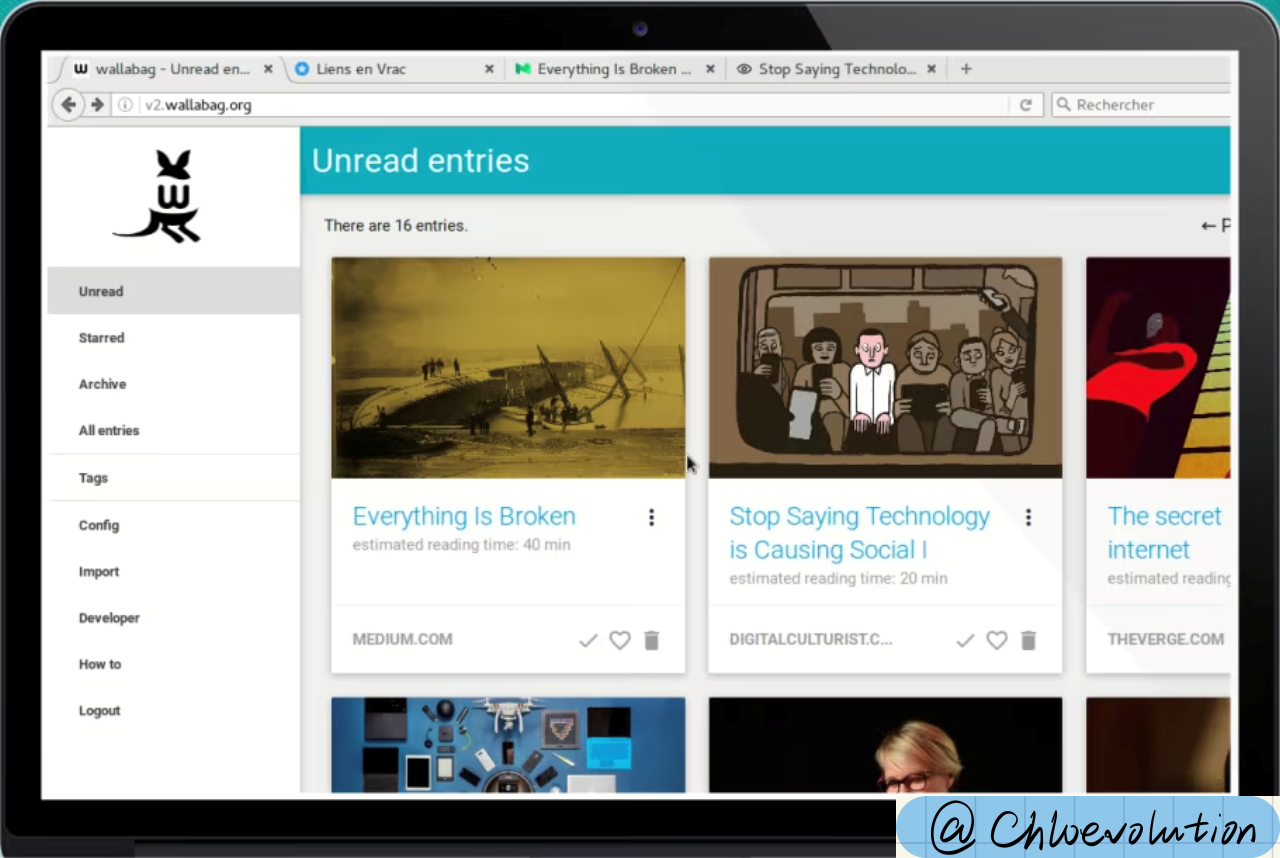 wallabag - Unread en...
Liens en Vrac
Everything Is Broken ...
Stop Saying Technolo...
v2.wallabag.org
Rechercher
W
Unread entries
There are 16 entries.
← P
Unread
Starred
Archive
All entries
Tags
Config
Import
Developer
How to
Logout
Everything Is Broken
estimated reading time: 40 min
MEDIUM.COM
Stop Saying Technology
is Causing Social I
estimated reading time: 20 min
DIGITALCULTURIST.C...
The secret
internet
estimated reading
THEVERGE.COM
@ Chloevolution